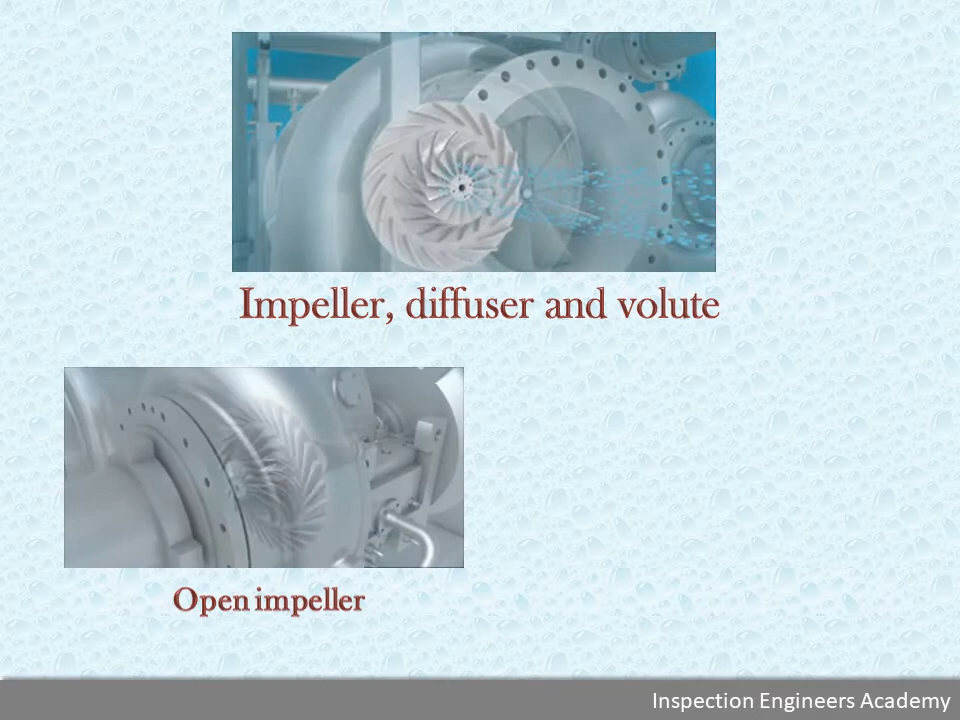 Impeller, diffuser and volute
Open impeller
Inspection Engineers Academy